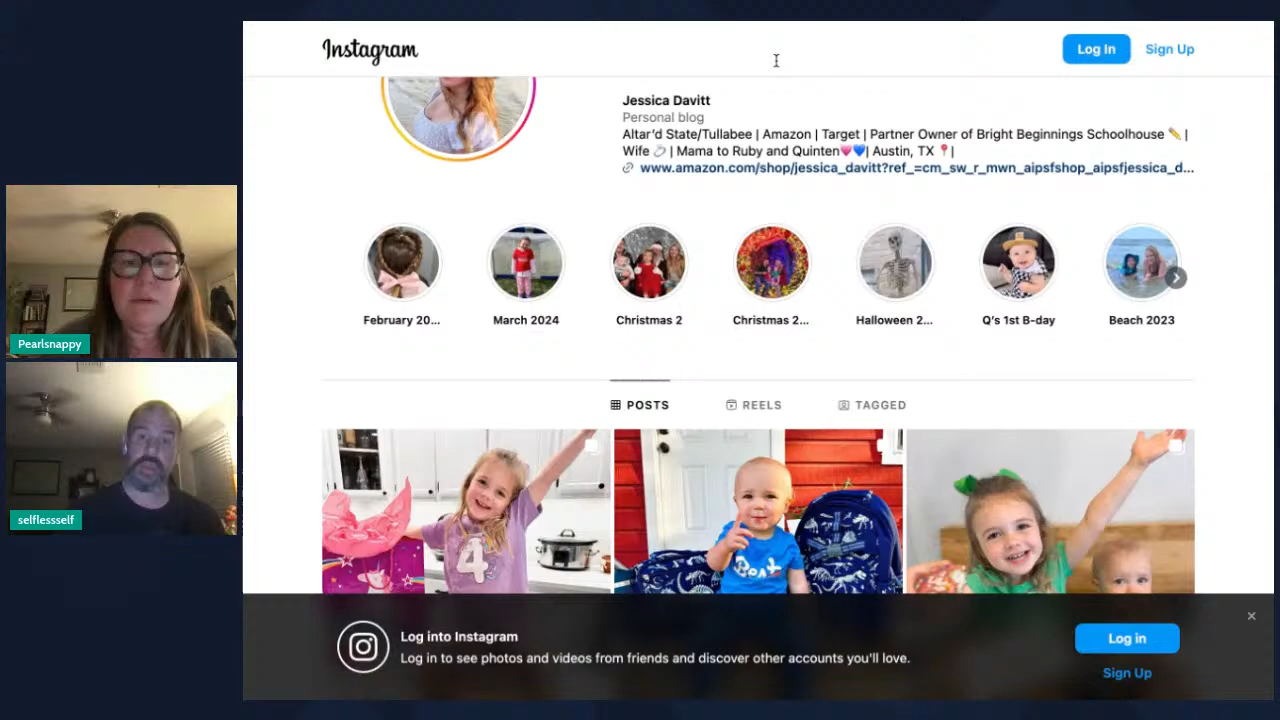 Instagram
Log In
Sign Up
Jessica Davitt
Personal blog
Altar'd State/Tullabee | Amazon | Target | Partner Owner of Bright Beginnings Schoolhouse ✏️ |
Wife 💍 | Mama to Ruby and Quinten💗💙| Austin, TX 📍|
www.amazon.com/shop/jessica_davitt?ref_=cm_sw_r_mwn_aipsfshop_aipsfjessica_d...
February 20...
March 2024
Christmas 2
Christmas 2...
Halloween 2...
Q's 1st B-day
Beach 2023
Pearlsnappy
selflessself
POSTS
REELS
TAGGED
4
Log into Instagram
Log in to see photos and videos from friends and discover other accounts you'll love.
Log in
Sign Up